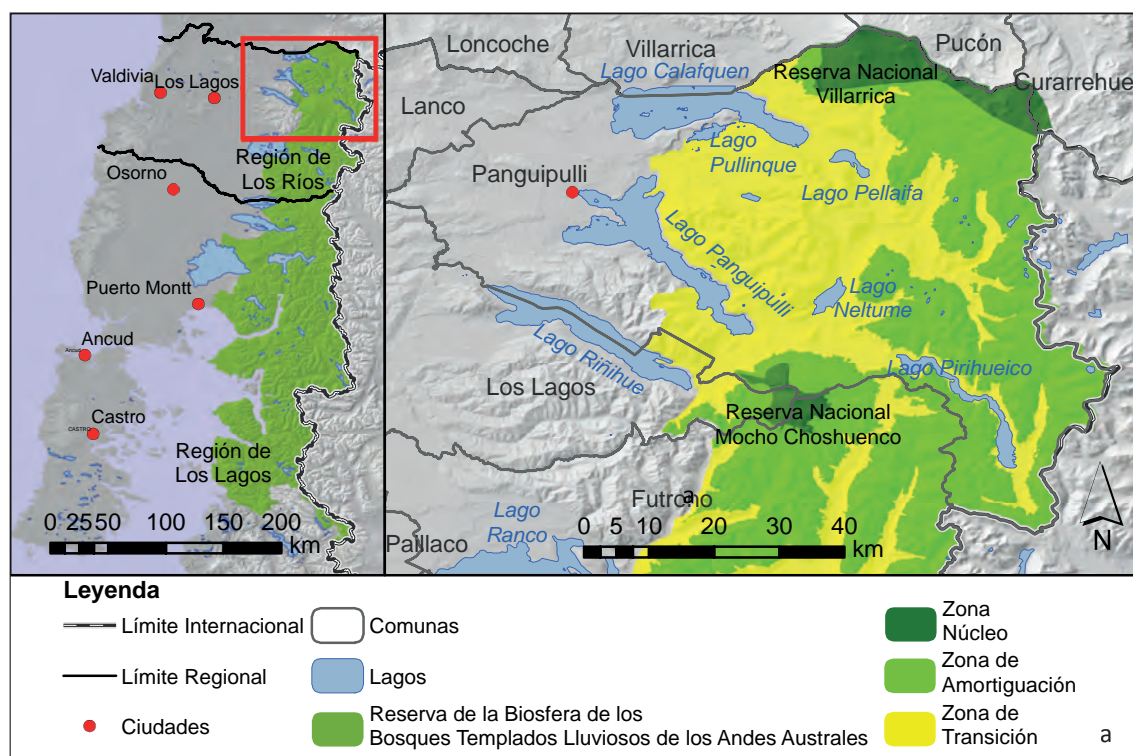 Valdivia
Los Lagos
Osorno
Región de
Los Ríos
Puerto Montt
Ancud
Ancud
Castro
CASTRO
Región de
Los Lagos
0 25 50 100 150 200
km
Loncoche
Villarrica
Pucón
Lago Calafquen
Reserva Nacional
Villarrica
Curarrehue
Lanco
Lago
Pullinque
Panguipulli
Lago Pellaifa
Lago Panguipulli
Lago
Neltume
Lago Riñihue
Lago Pirihueico
Los Lagos
Reserva Nacional
Mocho Choshuenco
a
Futrono
Lago
Ranco
Paillaco
0 5 10 20 30 40
km
N
Leyenda
Límite Internacional
Comunas
Zona
Núcleo
Límite Regional
Lagos
Zona de
Amortiguación
Ciudades
Reserva de la Biosfera de los
Bosques Templados Lluviosos de los Andes Australes
Zona de
Transición
a